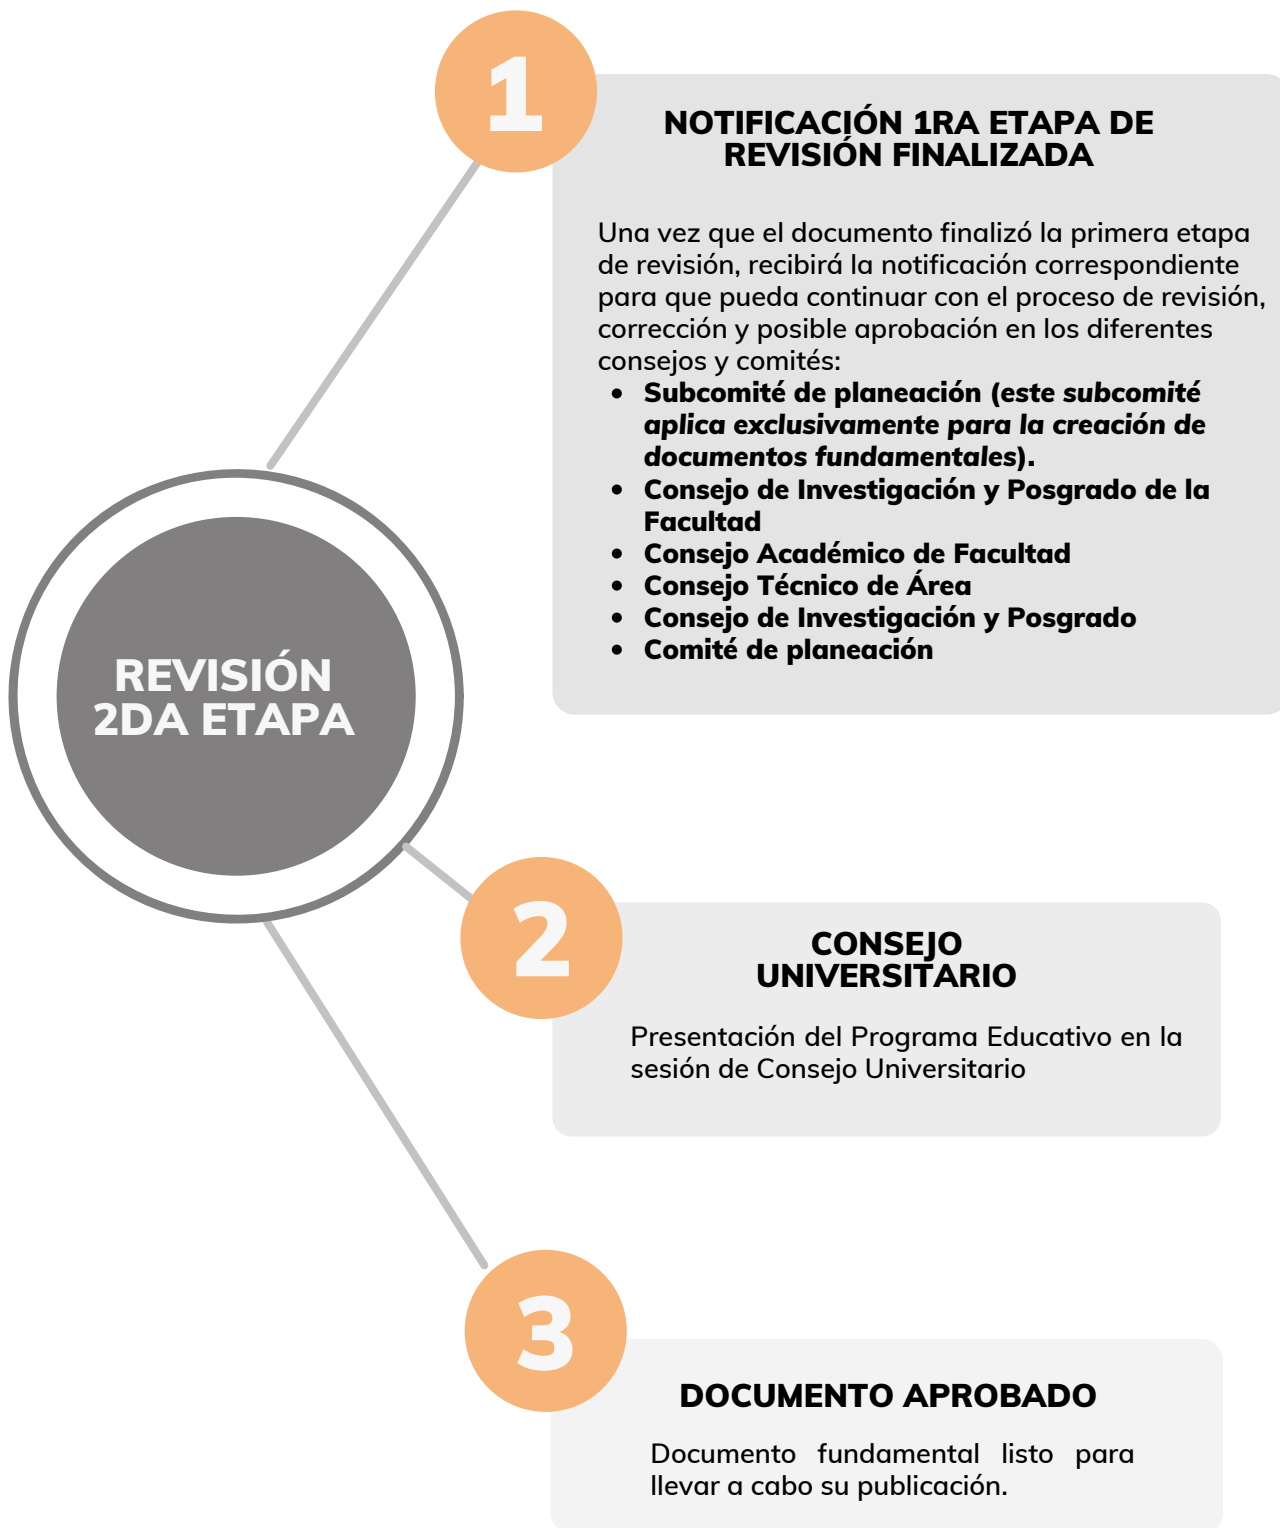 1
NOTIFICACIÓN 1RA ETAPA DE
REVISIÓN FINALIZADA
Una vez que el documento finalizó la primera etapa
de revisión, recibirá la notificación correspondiente
para que pueda continuar con el proceso de revisión,
corrección y posible aprobación en los diferentes
consejos y comités:
• Subcomité de planeación (este subcomité
aplica exclusivamente para la creación de
documentos fundamentales).
• Consejo de Investigación y Posgrado de la
Facultad
• Consejo Académico de Facultad
• Consejo Técnico de Área
• Consejo de Investigación y Posgrado
• Comité de planeación
REVISIÓN
2DA ETAPA
2
CONSEJO
UNIVERSITARIO
Presentación del Programa Educativo en la
sesión de Consejo Universitario
3
DOCUMENTO APROBADO
Documento fundamental listo para
llevar a cabo su publicación.